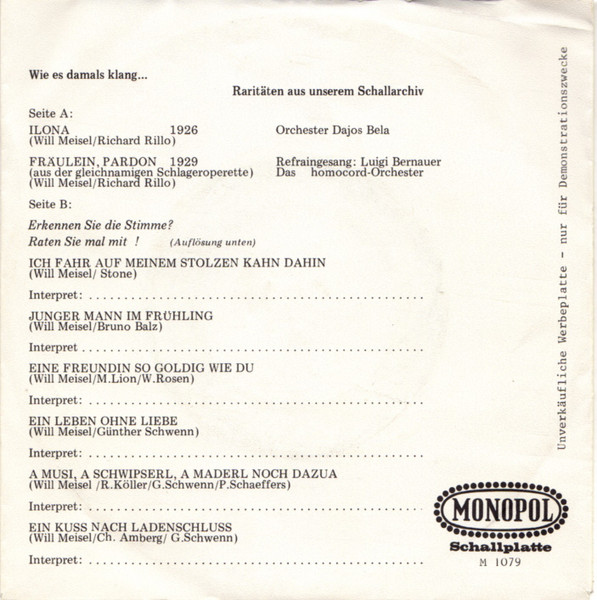 Wie es damals klang...
Raritäten aus unserem Schallarchiv
Seite A:
ILONA 1926 Orchester Dajos Bela
(Will Meisel/Richard Rillo)
FRÄULEIN, PARDON 1929 Refraingesang: Luigi Bernauer
(aus der gleichnamigen Schlageroperette) Das homocord-Orchester
(Will Meisel/Richard Rillo)
Seite B:
Erkennen Sie die Stimme?
Raten Sie mal mit ! (Auflösung unten)
ICH FAHR AUF MEINEM STOLZEN KAHN DAHIN
(Will Meisel/ Stone)
Interpret: ........................................
JUNGER MANN IM FRÜHLING
(Will Meisel/Bruno Balz)
Interpret ........................................
EINE FREUNDIN SO GOLDIG WIE DU
(Will Meisel/M.Lion/W.Rosen)
Interpret: ........................................
EIN LEBEN OHNE LIEBE
(Will Meisel/Günther Schwenn)
Interpret: ........................................
A MUSI, A SCHWIPSERL, A MADERL NOCH DAZUA
(Will Meisel /R.Köller/G.Schwenn/P.Schaeffers)
Interpret: ........................................
EIN KUSS NACH LADENSCHLUSS
(Will Meisel/Ch. Amberg/ G.Schwenn)
Interpret: ........................................
MONOPOL
Schallplatte
M 1079
Unverkäufliche Werbeplatte - nur für Demonstrationszwecke